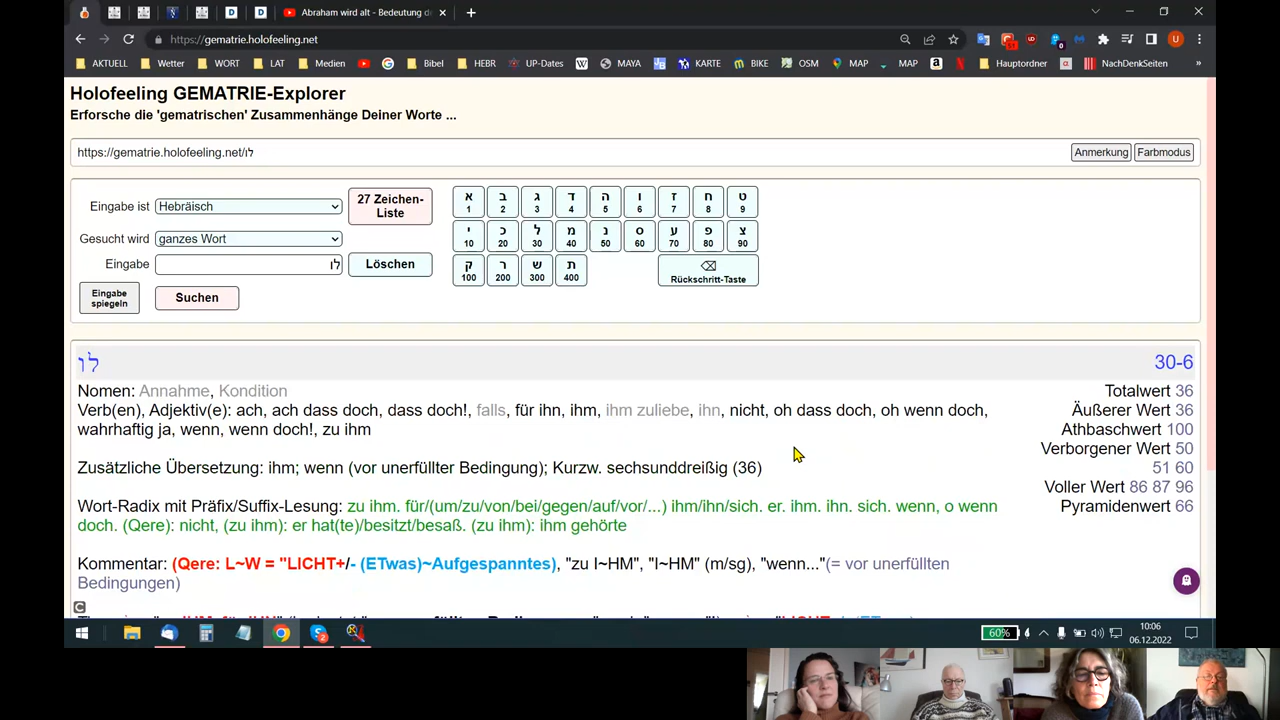 Abraham wird alt - Bedeutung de
https://gematrie.holofeeling.net
AKTUELL Wetter WORT LAT Medien Bibel HEBR UP-Dates MAYA KARTE BIKE OSM MAP MAP Hauptordner NachDenkSeiten »
Holofeeling GEMATRIE-Explorer
Erforsche die 'gematrischen' Zusammenhänge Deiner Worte ...
https://gematrie.holofeeling.net/לו
Anmerkung Farbmodus
Eingabe ist Hebräisch
27 Zeichen-Liste
Gesucht wird ganzes Wort
Eingabe לו Löschen
Eingabe spiegeln Suchen
א ב ג ד ה ו ז ח ט
1 2 3 4 5 6 7 8 9
י כ ל מ נ ס ע פ צ
10 20 30 40 50 60 70 80 90
ק ר ש ת ⌫
100 200 300 400 Rückschritt-Taste
לו 30-6
Nomen: Annahme, Kondition
Verb(en), Adjektiv(e): ach, ach dass doch, dass doch!, falls, für ihn, ihm, ihm zuliebe, ihn, nicht, oh dass doch, oh wenn doch,
wahrhaftig ja, wenn, wenn doch!, zu ihm
Zusätzliche Übersetzung: ihm; wenn (vor unerfüllter Bedingung); Kurzw. sechsunddreißig (36)
Wort-Radix mit Präfix/Suffix-Lesung: zu ihm. für/(um/zu/von/bei/gegen/auf/vor/...) ihm/ihn/sich. er. ihm. ihn. sich. wenn, o wenn
doch. (Qere): nicht, (zu ihm): er hat(te)/besitzt/besaß. (zu ihm): ihm gehörte
Kommentar: (Qere: L~W = "LICHT+/- (ETwas)~Aufgespanntes), "zu I~HM", "I~HM" (m/sg), "wenn..."(= vor unerfüllten
Bedingungen)
Totalwert 36
Äußerer Wert 36
Athbaschwert 100
Verborgener Wert 50
51 60
Voller Wert 86 87 96
Pyramidenwert 66
60%
10:06
06.12.2022